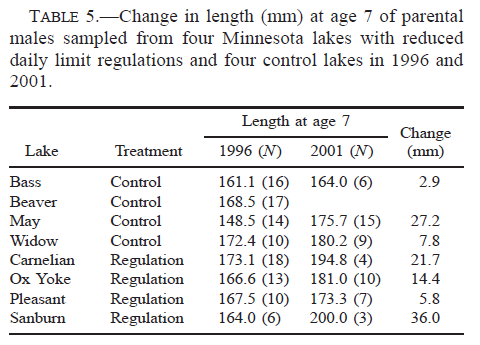 TABLE 5.—Change in length (mm) at age 7 of parental
males sampled from four Minnesota lakes with reduced
daily limit regulations and four control lakes in 1996 and
2001.
Length at age 7
Lake Treatment 1996 (N) 2001 (N) Change (mm)
Bass Control 161.1 (16) 164.0 (6) 2.9
Beaver Control 168.5 (17)
May Control 148.5 (14) 175.7 (15) 27.2
Widow Control 172.4 (10) 180.2 (9) 7.8
Carnelian Regulation 173.1 (18) 194.8 (4) 21.7
Ox Yoke Regulation 166.6 (13) 181.0 (10) 14.4
Pleasant Regulation 167.5 (10) 173.3 (7) 5.8
Sanburn Regulation 164.0 (6) 200.0 (3) 36.0